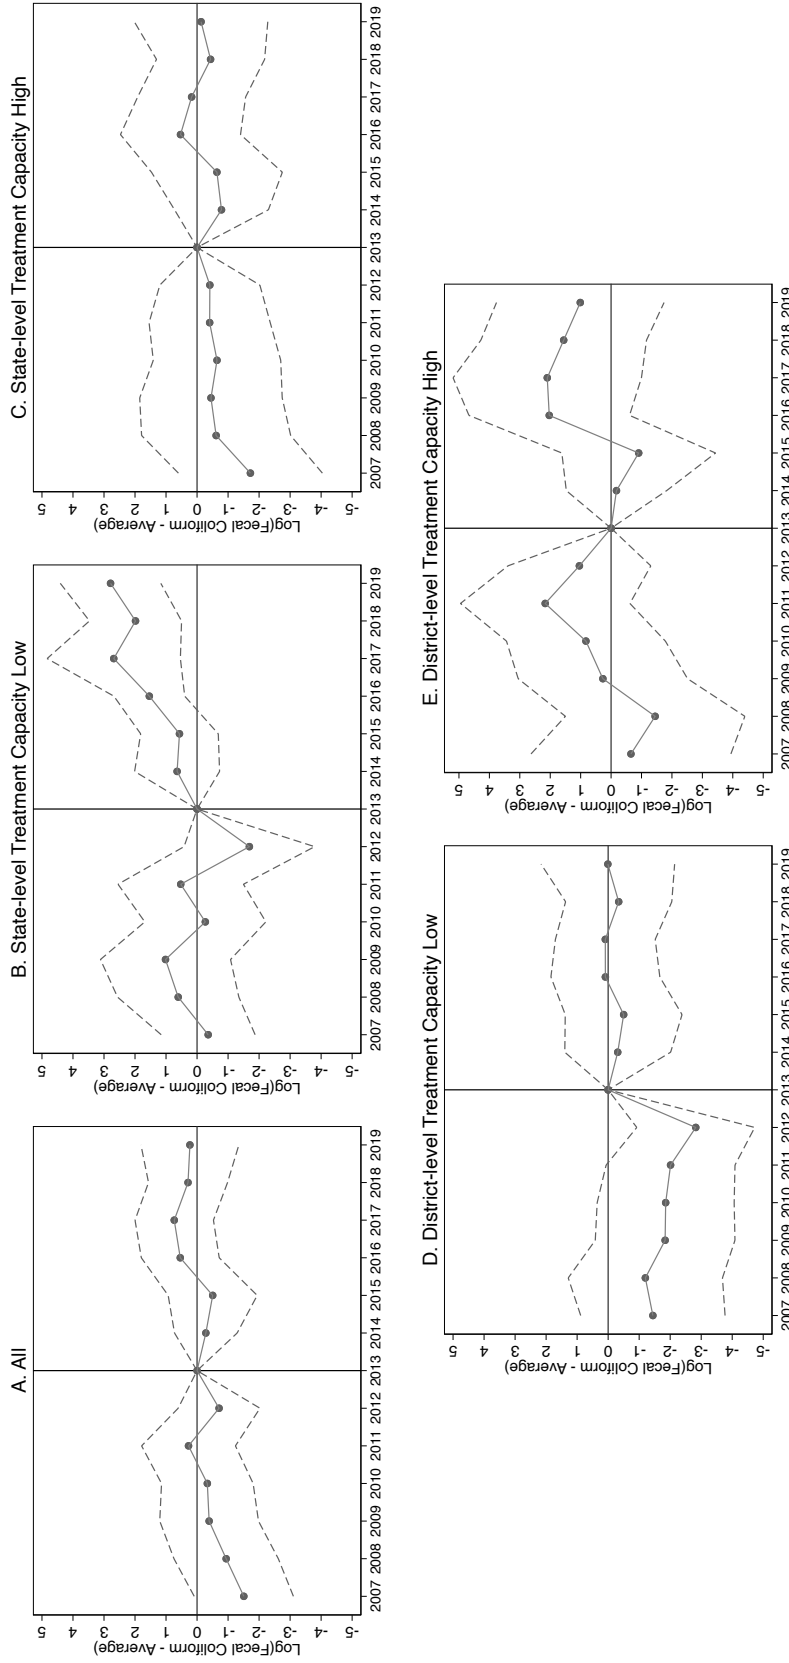 A. All
Log(Fecal Coliform - Average)
5 4 3 2 1 0 -1 -2 -3 -4 -5
2007 2008 2009 2010 2011 2012 2013 2014 2015 2016 2017 2018 2019
B. State-level Treatment Capacity Low
Log(Fecal Coliform - Average)
5 4 3 2 1 0 -1 -2 -3 -4 -5
2007 2008 2009 2010 2011 2012 2013 2014 2015 2016 2017 2018 2019
C. State-level Treatment Capacity High
Log(Fecal Coliform - Average)
5 4 3 2 1 0 -1 -2 -3 -4 -5
2007 2008 2009 2010 2011 2012 2013 2014 2015 2016 2017 2018 2019
D. District-level Treatment Capacity Low
Log(Fecal Coliform - Average)
5 4 3 2 1 0 -1 -2 -3 -4 -5
2007 2008 2009 2010 2011 2012 2013 2014 2015 2016 2017 2018 2019
E. District-level Treatment Capacity High
Log(Fecal Coliform - Average)
5 4 3 2 1 0 -1 -2 -3 -4 -5
2007 2008 2009 2010 2011 2012 2013 2014 2015 2016 2017 2018 2019